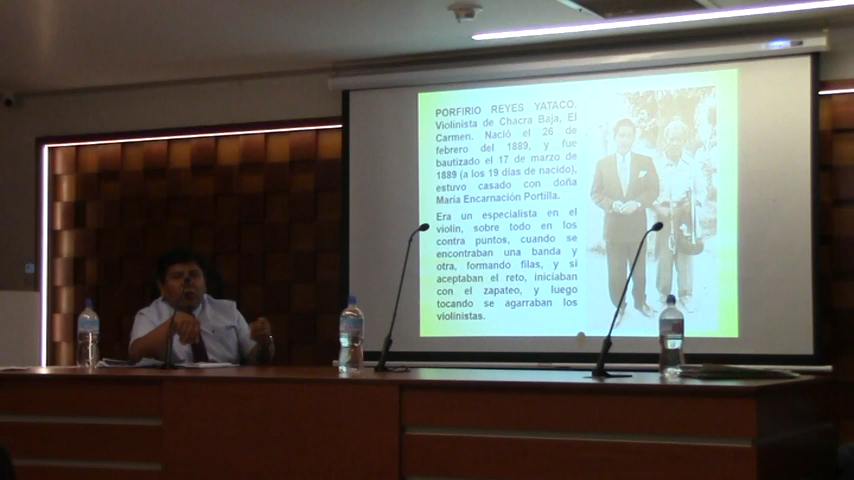 PORFIRIO REYES YATACO.
Violinista de Chacra Baja, El
Carmen. Nació el 26 de
febrero del 1889, y fue
bautizado el 17 de marzo de
1889 (a los 19 días de nacido),
estuvo casado con doña
María Encarnación Portilla.
Era un especialista en el
violín, sobre todo en los
contra puntos, cuando se
encontraban una banda y
otra, formando filas, y si
aceptaban el reto, iniciaban
con el zapateo, y luego
tocando se agarraban los
violinistas.